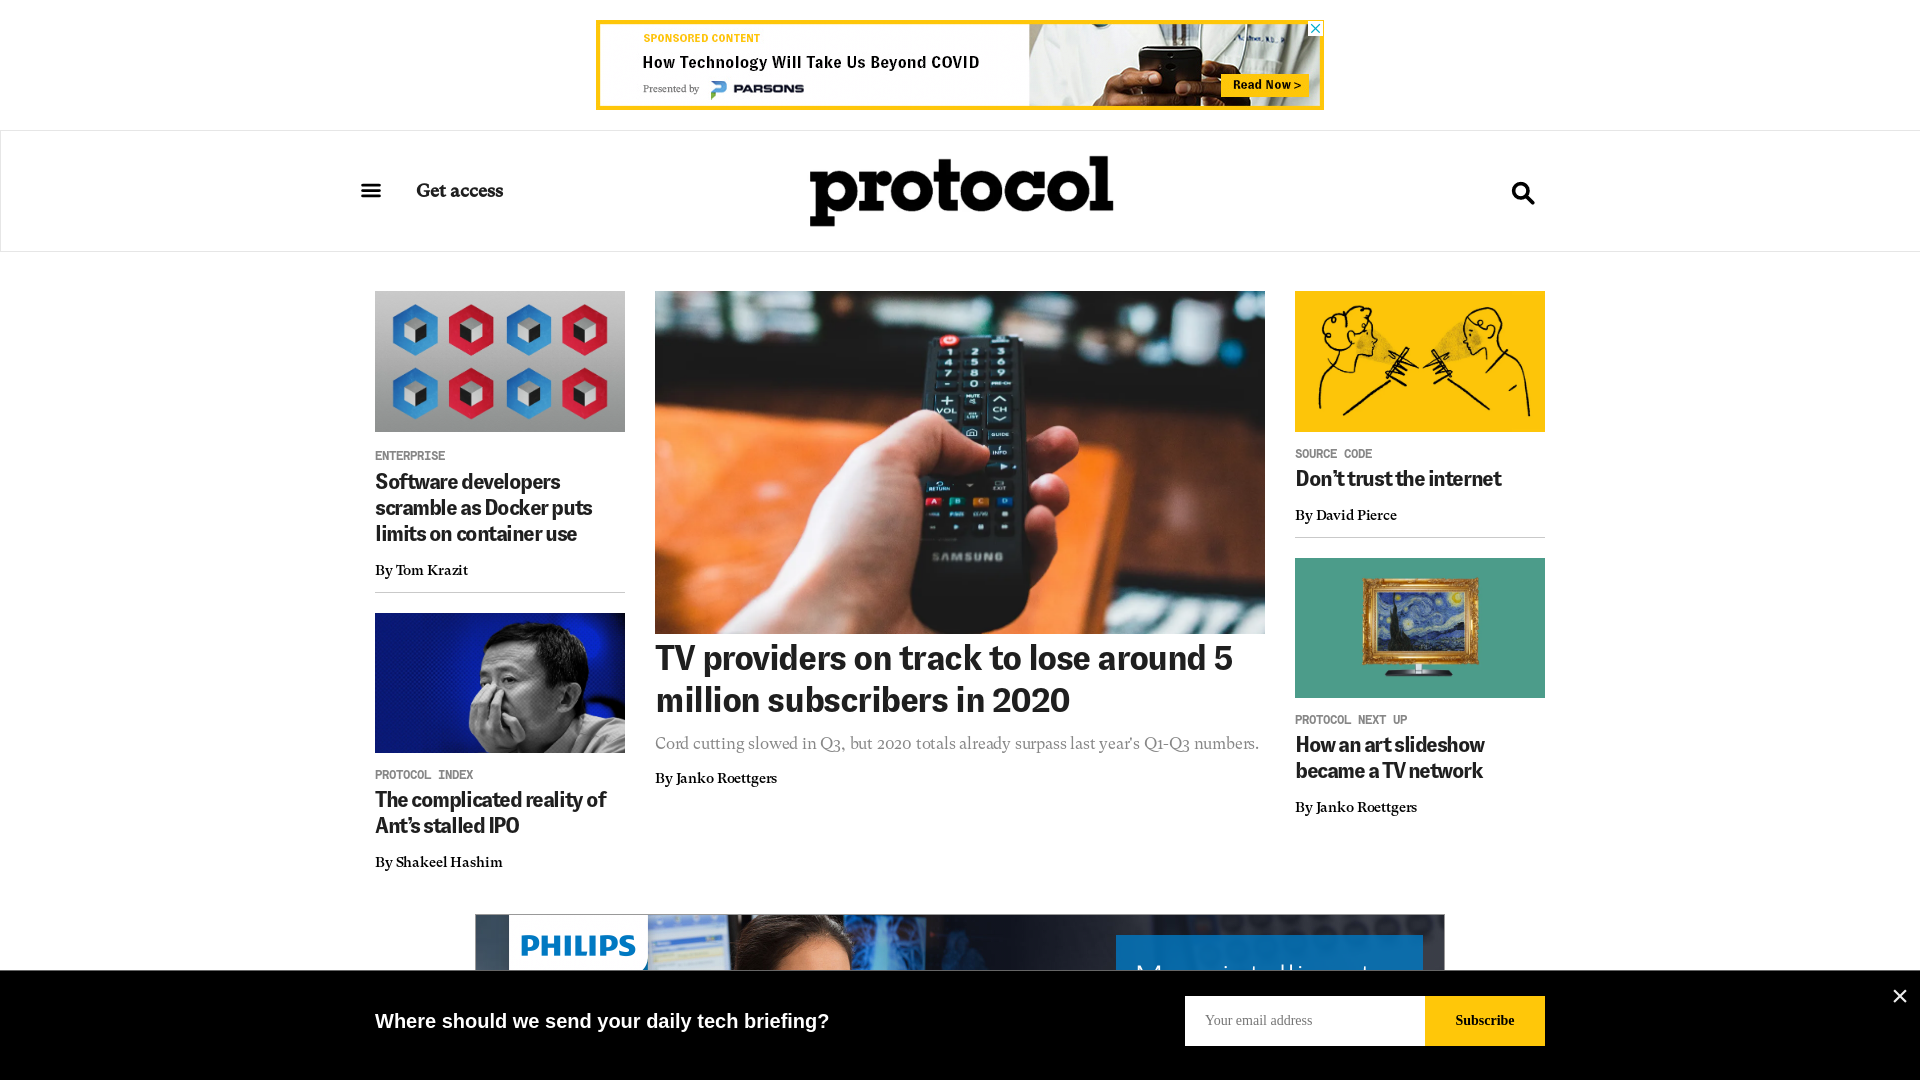 SPONSORED CONTENT
How Technology Will Take Us Beyond COVID
Presented by PARSONS
Read Now >
Get access
protocol
ENTERPRISE
Software developers
scramble as Docker puts
limits on container use
By Tom Krazit
PROTOCOL INDEX
The complicated reality of
Ant's stalled IPO
By Shakeel Hashim
SAMSUNG
TV providers on track to lose around 5
million subscribers in 2020
Cord cutting slowed in Q3, but 2020 totals already surpass last year's Q1-Q3 numbers.
By Janko Roettgers
SOURCE CODE
Don't trust the internet
By David Pierce
PROTOCOL NEXT UP
How an art slideshow
became a TV network
By Janko Roettgers
PHILIPS
Where should we send your daily tech briefing?
Your email address
Subscribe